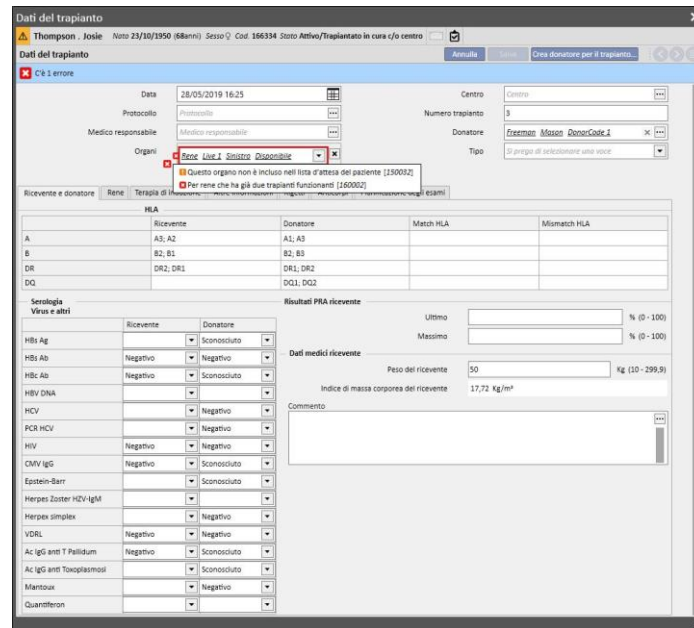 Dati del trapianto
Thompson . Josie Nato 23/10/1950 (68anni) Sesso♀ Cod. 166334 Stato Attivo/Trapiantato in cura c/o centro
Dati del trapianto Annulla Salva Crea donatore per il trapianto...
C'è 1 errore
Data 28/05/2019 16:25 Centro Centro
Protocollo Protocollo Numero trapianto 3
Medico responsabile Medico responsabile Donatore Freeman Mason DonorCode 1
Organi Rene Live 1 Sinistro Disponibile Tipo Si prega di selezionare una voce
Questo organo non è incluso nell lista d'attesa del paziente [150032]
Per rene che ha già due trapianti funzionanti [160002]
Ricevente e donatore Rene Terapia di
HLA
Ricevente Donatore Match HLA Mismatch HLA
A A3; A2 A1; A3
B B2; B1 B2; B3
DR DR2; DR1 DR1; DR2
DQ DQ1; DQ2
Serologia Risultati PRA ricevente
Virus e altri
Ultimo % (0 - 100)
Ricevente Donatore
Massimo % (0 - 100)
HBs Ag Sconosciuto
Dati medici ricevente
HBs Ab Negativo Negativo
HBc Ab Negativo Sconosciuto Peso del ricevente 50 Kg (10 - 299,9)
HBV DNA Indice di massa corporea del ricevente 17,72 Kg/m²
HCV Negativo Commento
PCR HCV Negativo
HIV Negativo Negativo
CMV IgG Negativo Sconosciuto
Epstein-Barr Sconosciuto
Herpes Zoster HZV-IgM
Herpex simplex Negativo
VDRL Negativo Negativo
Ac IgG anti T Pallidum Negativo Sconosciuto
Ac IgG anti Toxoplasmosi Sconosciuto
Mantoux Negativo
Quantiferon